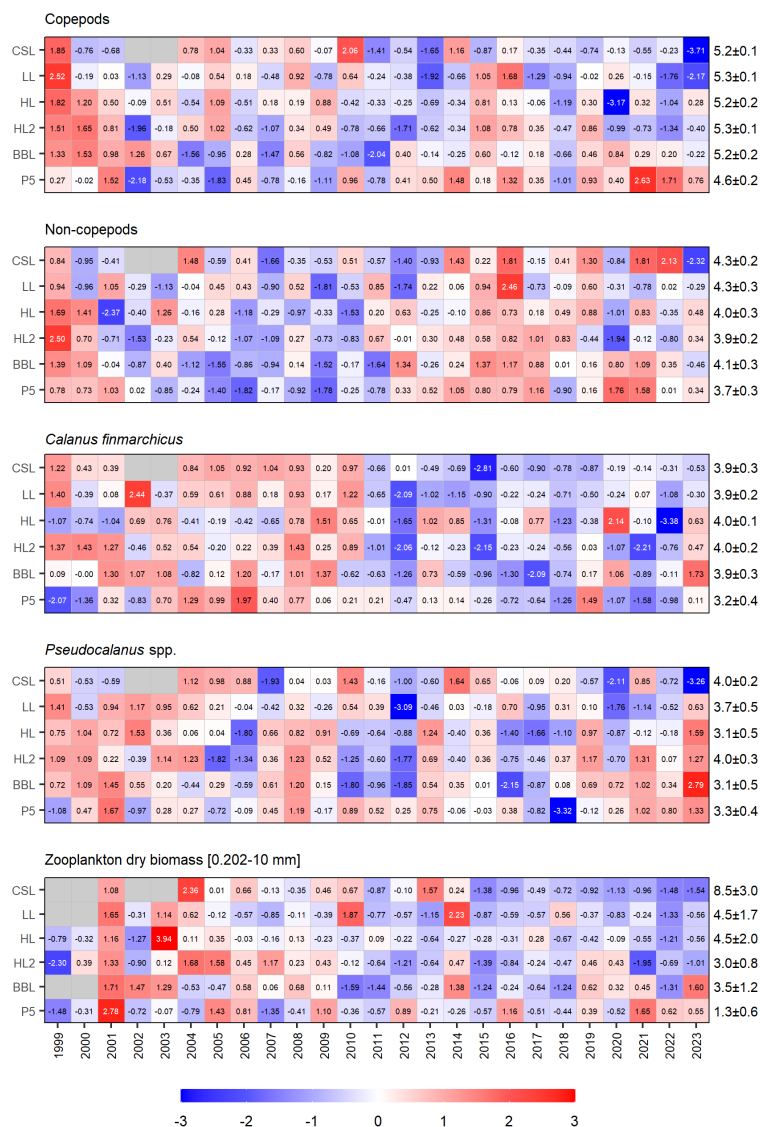 Copepods
CSL 1.85 -0.76 -0.68 0.78 1.04 -0.33 0.33 0.60 -0.07 2.06 -1.41 -0.54 -1.65 1.16 -0.87 0.17 -0.35 -0.44 -0.74 -0.13 -0.55 -0.23 -3.71 5.2±0.1
LL 2.52 -0.19 0.03 -1.13 0.29 -0.08 0.54 0.18 -0.48 0.92 -0.78 0.64 -0.24 -0.38 -1.92 -0.66 1.05 1.68 -1.29 -0.94 -0.02 0.26 -0.15 -1.76 -2.17 5.3±0.1
HL 1.82 1.20 0.50 -0.09 0.51 -0.54 1.09 -0.51 0.18 0.19 0.88 -0.42 -0.33 -0.25 -0.69 -0.34 0.81 0.13 -0.06 -1.19 0.30 -3.17 0.32 -1.04 0.28 5.2±0.2
HL2 1.51 1.65 0.81 -1.96 -0.18 0.50 1.02 -0.62 -1.07 0.34 0.49 -0.78 -0.66 -1.71 -0.62 -0.34 1.08 0.78 0.35 -0.47 0.86 -0.99 -0.73 -1.34 -0.40 5.3±0.1
BBL 1.33 1.53 0.98 1.26 0.67 -1.56 -0.95 0.28 -1.47 0.56 -0.82 -1.08 -2.04 0.40 -0.14 -0.25 0.60 -0.12 0.18 -0.66 0.46 0.84 0.29 0.20 -0.22 5.2±0.2
P5 0.27 -0.02 1.52 -2.18 -0.53 -0.35 -1.83 0.45 -0.78 -0.16 -1.11 0.96 -0.78 0.41 0.50 1.48 0.18 1.32 0.35 -1.01 0.93 0.40 2.63 1.71 0.76 4.6±0.2
Non-copepods
CSL 0.84 -0.95 -0.41 1.48 -0.59 0.41 -1.66 -0.35 -0.53 0.51 -0.12 -1.40 -0.93 1.43 0.22 1.81 -0.15 0.41 1.30 -0.84 1.81 2.13 -2.32 4.3±0.2
LL 0.94 -0.96 1.05 -0.29 -1.13 -0.04 0.45 0.43 -0.90 0.52 -1.81 -0.53 0.85 -1.74 0.22 0.06 0.94 2.46 -0.73 -0.09 0.60 -0.31 -0.78 0.02 -0.29 4.3±0.3
HL 1.69 1.41 -2.37 -0.40 1.26 -0.16 0.28 -1.18 -0.29 -0.97 -0.33 -1.53 0.20 0.63 -0.25 -0.10 0.86 0.73 0.18 0.49 0.88 -1.01 0.83 -0.35 0.48 4.0±0.3
HL2 2.50 0.70 -0.71 -1.53 -0.23 0.54 -0.12 -1.07 -1.09 0.27 -0.73 -0.83 0.67 -0.01 0.30 0.48 0.58 0.82 1.01 0.83 -0.44 -1.94 -0.12 -0.80 0.34 3.9±0.2
BBL 1.39 1.09 -0.04 -0.87 0.40 -1.12 -1.55 -0.86 -0.94 0.14 -1.52 -0.17 -1.64 1.34 -0.26 0.40 1.37 1.17 0.88 0.01 0.16 0.80 1.09 0.35 -0.46 4.1±0.3
P5 0.78 0.73 1.03 0.02 -0.85 -0.24 -1.40 -1.82 -0.17 -0.92 -1.78 -0.25 -0.78 0.33 0.52 1.05 0.80 0.79 1.16 -0.90 0.16 1.76 1.58 0.01 0.34 3.7±0.3
Calanus finmarchicus
CSL 1.22 0.43 0.39 0.84 1.05 0.92 1.04 0.93 0.20 0.97 -0.66 0.01 -0.49 -0.69 -2.81 -0.60 -0.90 -0.78 -0.87 -0.19 -0.14 -0.31 -0.53 3.9±0.3
LL 1.40 -0.39 0.08 2.44 -0.37 0.59 0.61 0.88 0.18 0.93 0.17 1.22 -0.65 -2.09 -1.02 -1.15 -0.90 -0.22 -0.24 -0.71 -0.50 -0.24 0.07 -1.08 -0.30 3.9±0.2
HL -1.07 -0.74 -1.04 0.69 0.76 -0.41 -0.19 -0.42 -0.65 0.78 1.51 0.65 -0.01 -1.65 1.02 0.85 -1.31 -0.08 0.77 -1.23 -0.38 2.14 -0.10 -3.38 0.63 4.0±0.1
HL2 1.37 1.43 1.27 -0.46 0.52 0.54 -0.20 0.22 0.39 1.43 0.25 0.89 -1.01 -2.06 -0.12 -0.23 -2.15 -0.23 -0.24 -0.56 0.03 -1.07 -2.21 -0.76 0.47 4.0±0.2
BBL 0.09 -0.00 1.30 1.07 1.08 -0.82 0.12 1.20 -0.17 1.01 1.37 -0.62 -0.63 -1.26 0.73 -0.59 -0.96 -1.30 -2.09 -0.74 0.17 1.06 -0.89 -0.11 1.73 3.9±0.3
P5 -2.07 -1.36 0.32 -0.83 0.70 1.29 0.99 1.97 0.40 0.77 0.06 0.21 0.21 -0.47 0.13 -0.14 -0.26 -0.72 -0.64 -1.26 1.49 -1.07 -1.58 -0.98 0.11 3.2±0.4
Pseudocalanus spp.
CSL 0.51 -0.53 -0.59 1.12 0.98 0.88 -1.93 0.04 0.03 1.43 -0.16 -1.00 -0.60 1.64 0.65 -0.06 0.09 0.20 -0.57 -2.11 0.85 -0.72 -3.26 4.0±0.2
LL 1.41 -0.53 0.94 1.17 0.95 0.62 0.21 -0.04 -0.42 0.32 -0.26 0.54 0.39 -3.09 -0.46 0.03 -0.18 0.70 -0.95 0.31 0.10 -1.76 -1.14 -0.52 0.63 3.7±0.5
HL 0.75 1.04 0.72 1.53 0.36 0.06 0.04 -1.80 0.66 0.82 0.91 -0.69 -0.64 -0.88 1.24 -0.40 0.36 -1.40 -1.66 -1.10 0.97 -0.87 -0.12 -0.18 1.59 3.1±0.5
HL2 1.09 1.09 0.22 -0.39 1.14 1.23 -1.82 -1.34 0.36 1.23 0.52 -1.25 -0.60 -1.77 0.69 -0.40 0.36 -0.75 -0.46 0.37 1.17 -0.70 1.31 0.07 1.27 4.0±0.3
BBL 0.72 1.09 1.45 0.55 0.20 -0.44 0.29 -0.59 0.61 1.20 0.15 -1.80 -0.96 -1.85 0.54 0.35 0.01 -2.15 -0.87 0.08 0.69 0.72 0.34 0.72 2.79 3.1±0.5
P5 -1.08 0.47 1.67 -0.97 0.28 0.27 -0.72 -0.09 0.45 1.19 -0.17 0.89 0.52 0.25 0.75 -0.06 -0.03 0.38 -0.82 -3.32 -0.12 0.26 1.02 0.80 1.33 3.3±0.4
Zooplankton dry biomass [0.202-10 mm]
CSL 1.08 2.36 0.01 0.66 -0.13 -0.35 0.46 0.67 -0.87 -0.10 1.57 0.24 -1.38 -0.96 -0.49 -0.72 -0.92 -1.13 -0.96 -1.48 -1.54 8.5±3.0
LL 1.65 -0.31 1.14 0.62 -0.12 -0.57 -0.85 -0.11 -0.39 1.87 -0.77 -0.57 -1.15 2.23 -0.87 -0.59 -0.57 0.56 -0.37 -0.83 -0.24 -1.33 -0.56 4.5±1.7
HL -0.79 -0.32 1.16 -1.27 3.94 0.11 0.35 -0.03 -0.16 0.13 -0.23 -0.37 0.09 -0.22 -0.64 -0.27 -0.28 -0.31 0.28 -0.67 -0.42 -0.09 -0.55 -1.21 -0.56 4.5±2.0
HL2 -2.30 0.39 1.33 -0.90 0.12 1.68 1.58 0.45 1.17 0.23 0.43 -0.12 -0.64 -1.21 -0.64 0.47 -1.39 -0.84 -0.24 -0.47 0.46 0.43 -1.95 -0.69 -1.01 3.0±0.8
BBL 1.71 1.47 1.29 -0.53 -0.47 0.58 0.06 0.68 0.11 -1.59 -1.44 -0.56 -0.28 1.38 -1.24 -0.24 -0.64 -1.24 0.62 0.32 0.45 -1.31 1.60 3.5±1.2
P5 -1.48 -0.31 2.78 -0.72 -0.07 -0.79 1.43 0.81 -1.35 -0.41 1.10 -0.36 -0.57 0.89 -0.21 -0.26 -0.57 1.16 -0.51 -0.44 0.39 -0.52 1.65 0.62 0.55 1.3±0.6
1999 2000 2001 2002 2003 2004 2005 2006 2007 2008 2009 2010 2011 2012 2013 2014 2015 2016 2017 2018 2019 2020 2021 2022 2023
-3 -2 -1 0 1 2 3